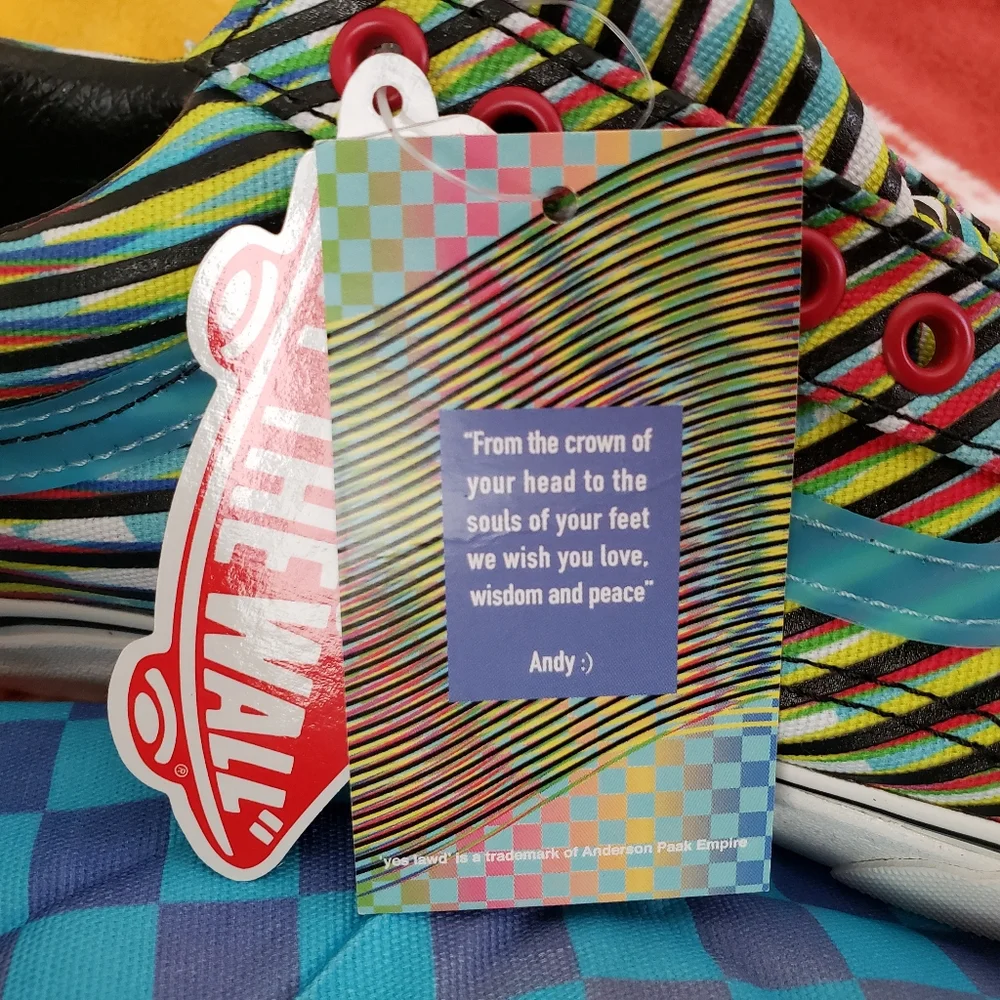 THE WALL"
®
"From the crown of
your head to the
souls of your feet
we wish you love,
wisdom and peace"
Andy :)
'yes lawd' is a trademark of Anderson Paak Empire